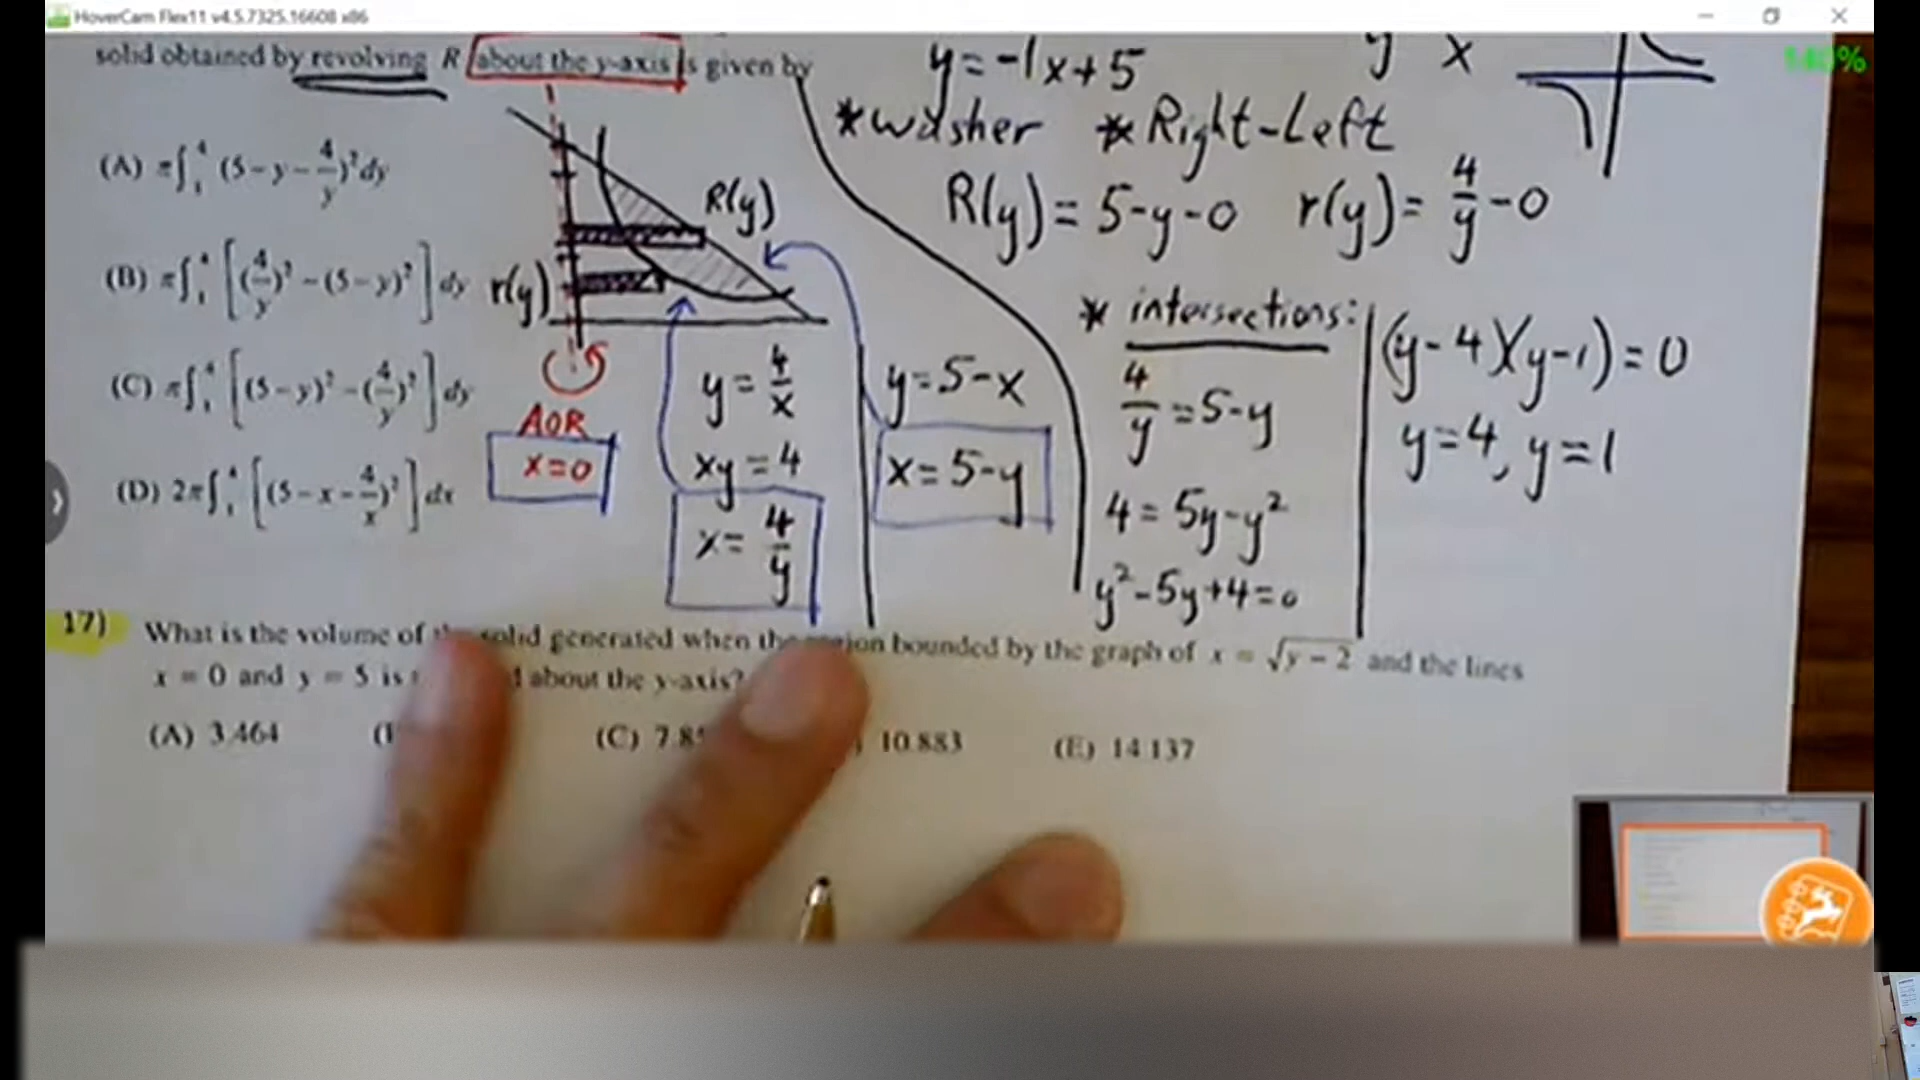 HoverCam Flex11 v4.5.7325.16608 x86
140%
solid obtained by revolving R about the y-axis is given by
y = -1x + 5
y x
*washer *Right-Left
R(y) = 5-y-0 r(y) = 4/y - 0
(A) π∫₁⁴ (5 - y - 4/y)² dy
(B) π∫₁⁴ [(4/y)² - (5 - y)²] dy
(C) π∫₁⁴ [(5 - y)² - (4/y)²] dy
(D) 2π∫₁⁴ [(5 - x - 4/x)²] dx
R(y)
r(y)
AOR
x=0
y = 4/x
xy = 4
x = 4/y
y = 5-x
x = 5-y
* intersections:
4/y = 5-y
4 = 5y-y²
y²-5y+4=0
(y-4)(y-1)=0
y=4, y=1
17) What is the volume of the solid generated when the region bounded by the graph of x = √(y - 2) and the lines
x = 0 and y = 5 is about the y-axis?
(A) 3.464 (C) 7.85 10.883 (E) 14.137